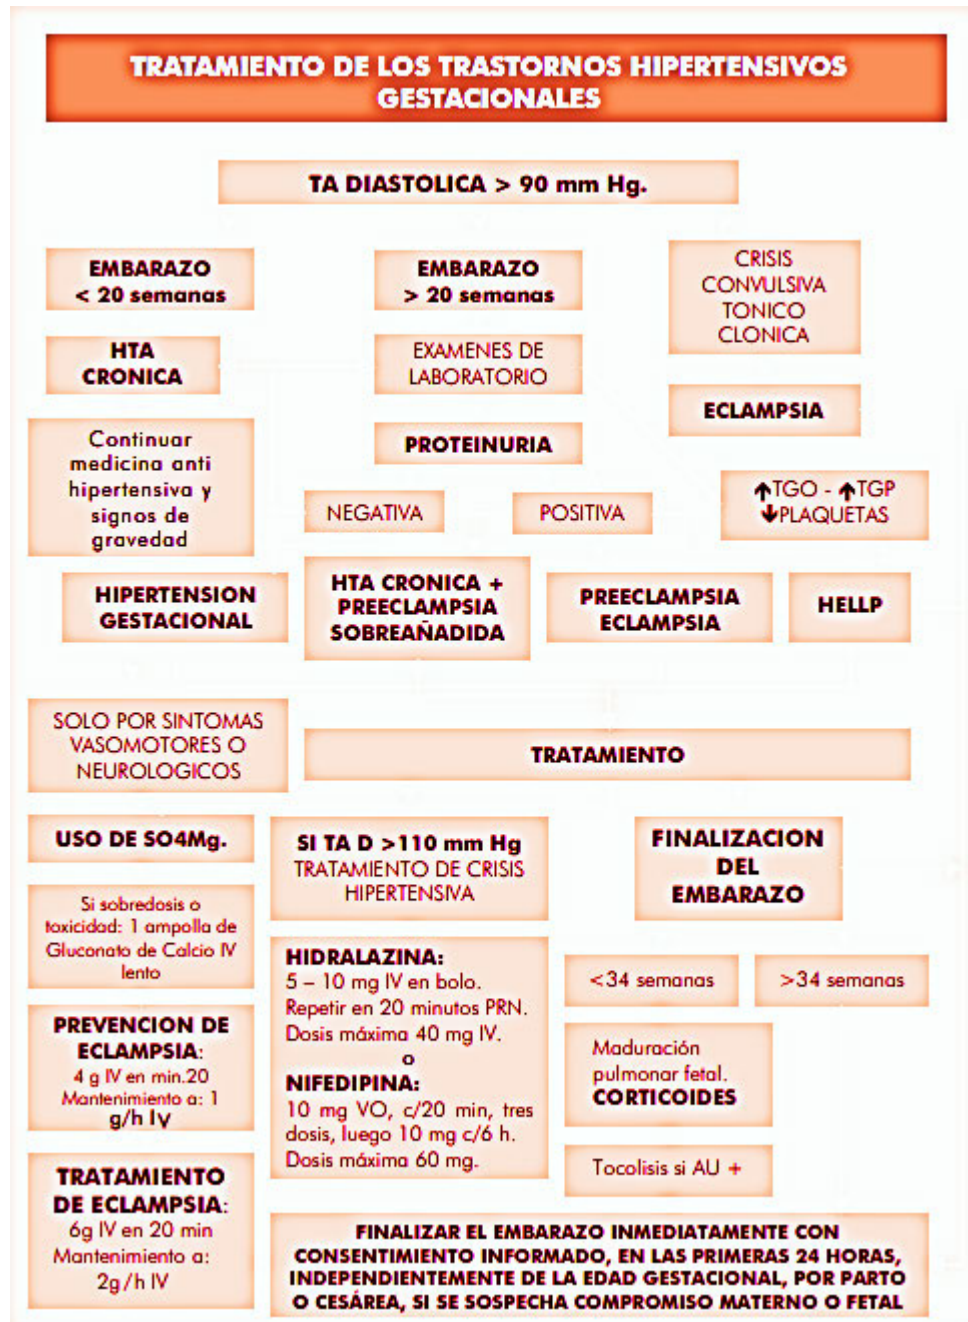 TRATAMIENTO DE LOS TRASTORNOS HIPERTENSIVOS
GESTACIONALES
TA DIASTOLICA > 90 mm Hg.
EMBARAZO
< 20 semanas
EMBARAZO
> 20 semanas
CRISIS
CONVULSIVA
TONICO
CLONICA
HTA
CRONICA
EXAMENES DE
LABORATORIO
ECLAMPSIA
Continuar
medicina anti
hipertensiva y
signos de
gravedad
PROTEINURIA
NEGATIVA
POSITIVA
↑TGO - ↑TGP
↓PLAQUETAS
HIPERTENSION
GESTACIONAL
HTA CRONICA +
PREECLAMPSIA
SOBREAÑADIDA
PREECLAMPSIA
ECLAMPSIA
HELLP
SOLO POR SINTOMAS
VASOMOTORES O
NEUROLOGICOS
TRATAMIENTO
USO DE SO4Mg.
Si sobredosis o
toxicidad: 1 ampolla de
Gluconato de Calcio IV
lento
PREVENCION DE
ECLAMPSIA:
4 g IV en min.20
Mantenimiento a: 1
g/h IV
TRATAMIENTO
DE ECLAMPSIA:
6g IV en 20 min
Mantenimiento a:
2g/h IV
SI TA D >110 mm Hg
TRATAMIENTO DE CRISIS
HIPERTENSIVA
HIDRALAZINA:
5 – 10 mg IV en bolo.
Repetir en 20 minutos PRN.
Dosis máxima 40 mg IV.
o
NIFEDIPINA:
10 mg VO, c/20 min, tres
dosis, luego 10 mg c/6 h.
Dosis máxima 60 mg.
FINALIZACION
DEL
EMBARAZO
<34 semanas
>34 semanas
Maduración
pulmonar fetal.
CORTICOIDES
Tocolisis si AU +
FINALIZAR EL EMBARAZO INMEDIATAMENTE CON
CONSENTIMIENTO INFORMADO, EN LAS PRIMERAS 24 HORAS,
INDEPENDIENTEMENTE DE LA EDAD GESTACIONAL, POR PARTO
O CESÁREA, SI SE SOSPECHA COMPROMISO MATERNO O FETAL